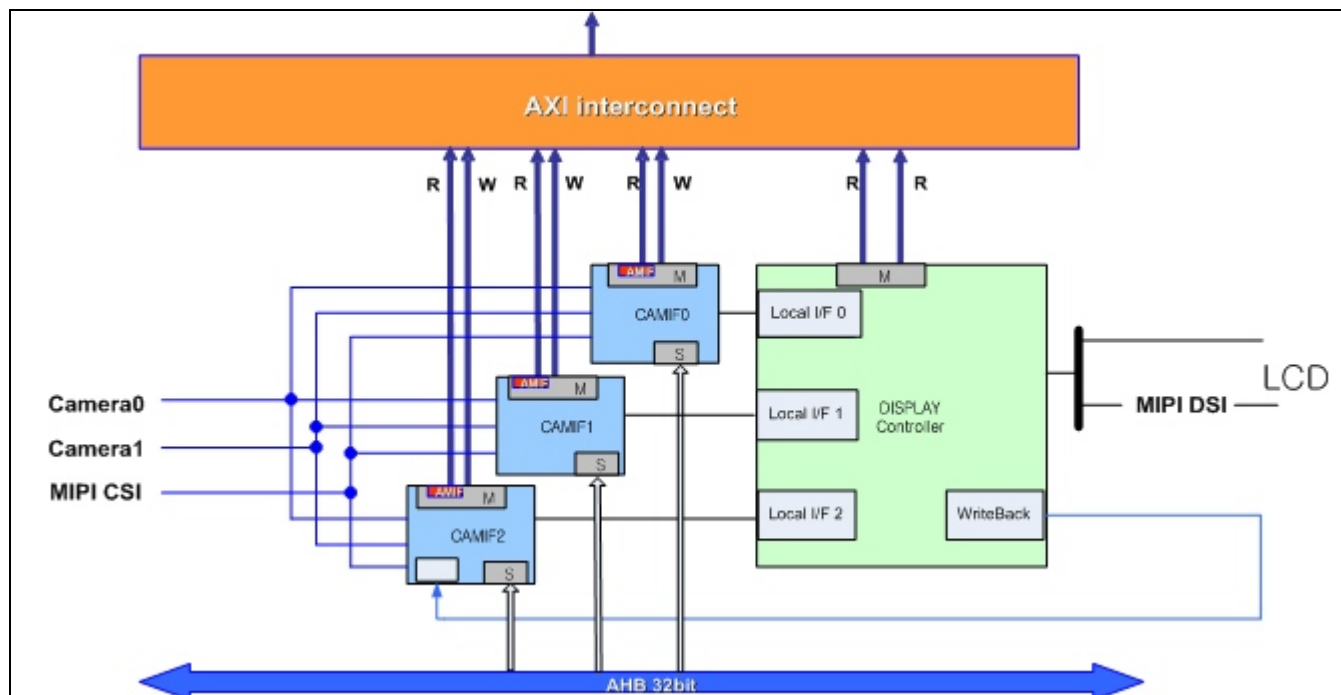 AXI interconnect
R W R W R W R R
AMIF M
CAMIF0
S
M
Local I/F 0
AMIF M
CAMIF1
S
Local I/F 1
DISPLAY
Controller
LCD
MIPI DSI
Camera0
Camera1
MIPI CSI
AMIF M
CAMIF2
S
Local I/F 2
WriteBack
AHB 32bit